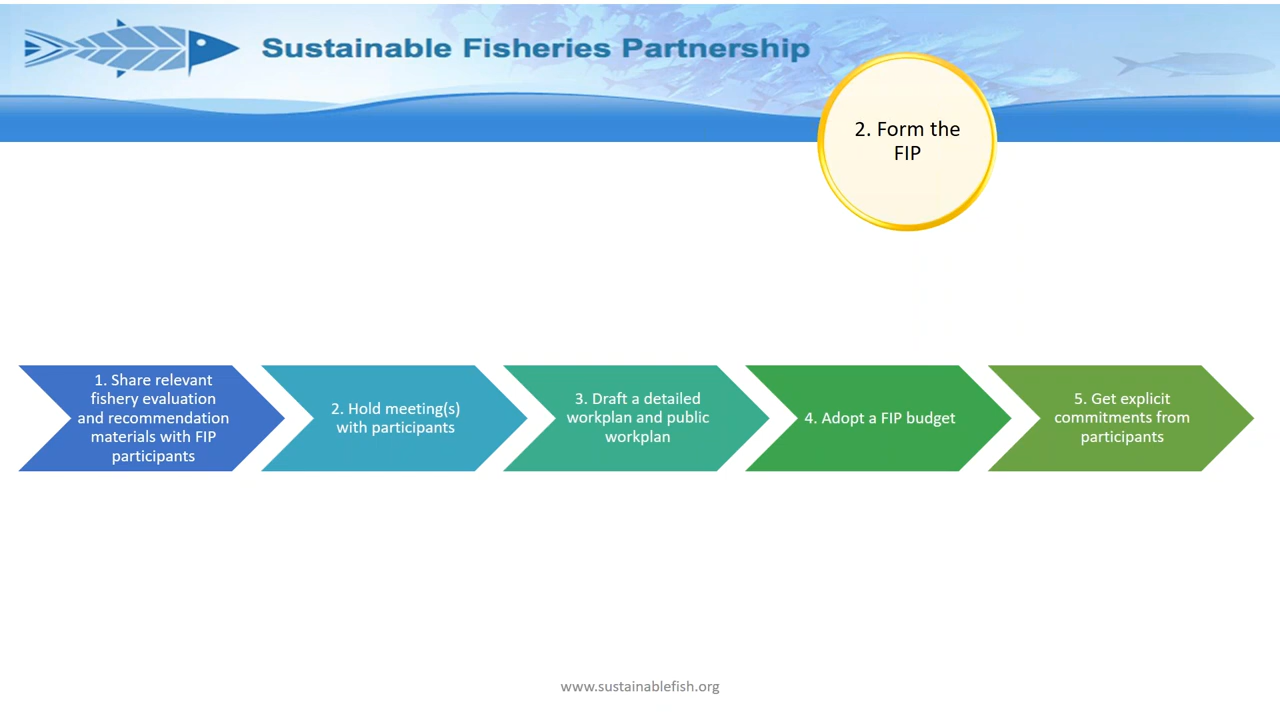 Sustainable Fisheries Partnership
2. Form the
FIP
1. Share relevant
fishery evaluation
and recommendation
materials with FIP
participants
2. Hold meeting(s)
with participants
3. Draft a detailed
workplan and public
workplan
4. Adopt a FIP budget
5. Get explicit
commitments from
participants
www.sustainablefish.org